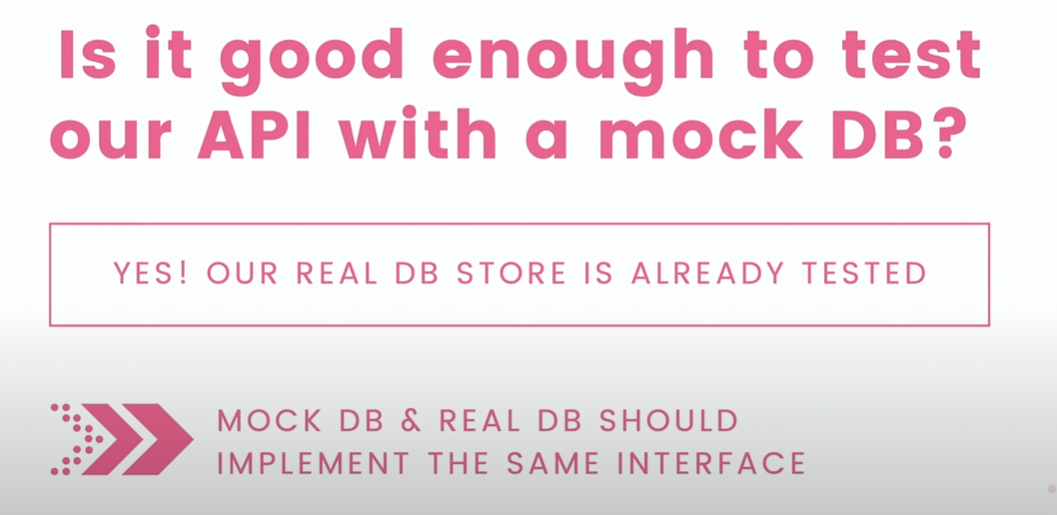 Is it good enough to test
our API with a mock DB?
YES! OUR REAL DB STORE IS ALREADY TESTED
MOCK DB & REAL DB SHOULD
IMPLEMENT THE SAME INTERFACE